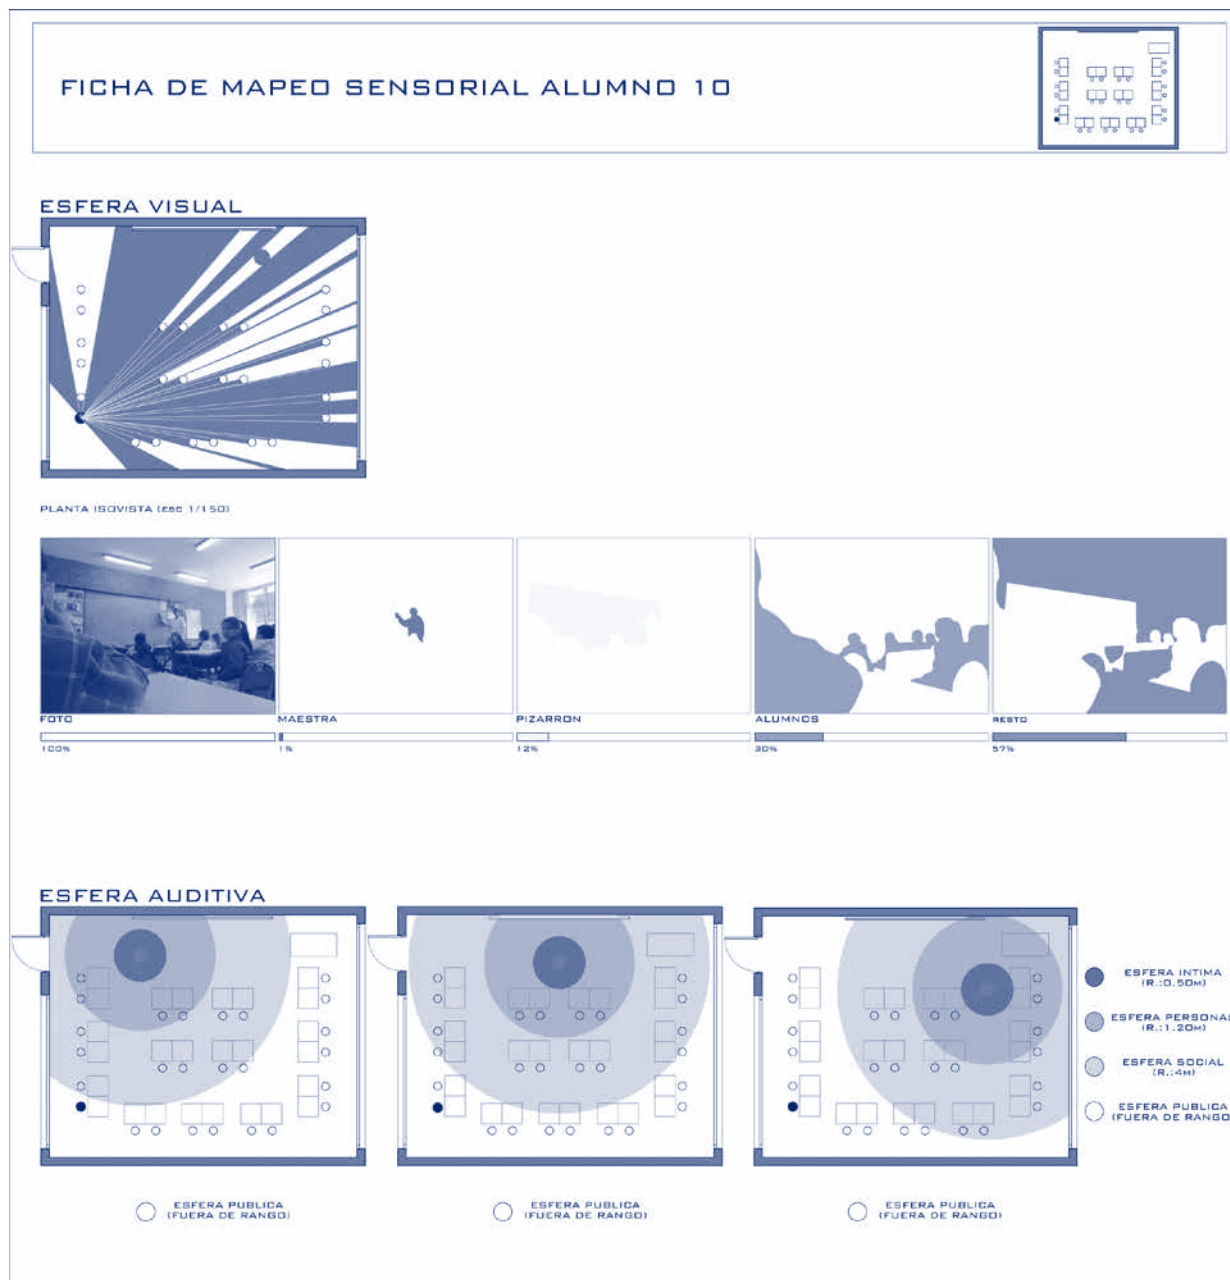 FICHA DE MAPEO SENSORIAL ALUMNO 10
ESFERA VISUAL
PLANTA ISOVISTA (ESC 1/150)
FOTO
MAESTRA
PIZARRON
ALUMNOS
RESTO
100%
1%
12%
30%
57%
ESFERA AUDITIVA
ESFERA INTIMA
(R.:0.50M)
ESFERA PERSONAL
(R.:1.20M)
ESFERA SOCIAL
(R.:4M)
ESFERA PUBLICA
(FUERA DE RANGO)
ESFERA PUBLICA
(FUERA DE RANGO)
ESFERA PUBLICA
(FUERA DE RANGO)
ESFERA PUBLICA
(FUERA DE RANGO)